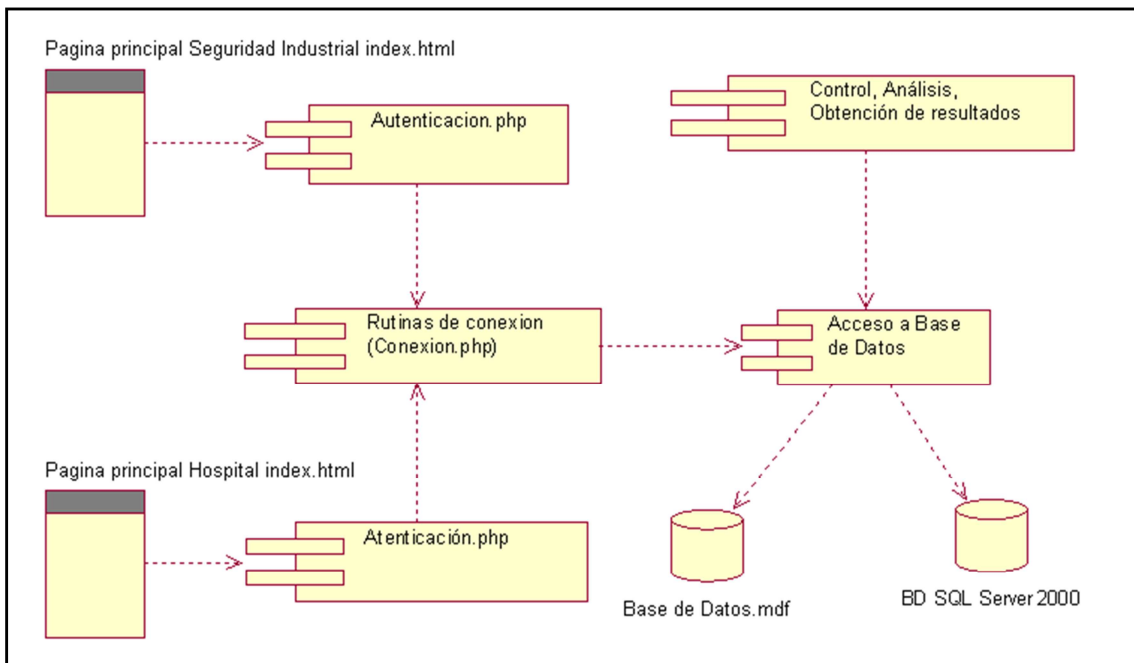 Pagina principal Seguridad Industrial index.html
Autenticacion.php
Control, Análisis,
Obtención de resultados
Rutinas de conexion
(Conexion.php)
Acceso a Base
de Datos
Pagina principal Hospital index.html
Atenticación.php
Base de Datos.mdf
BD SQL Server 2000